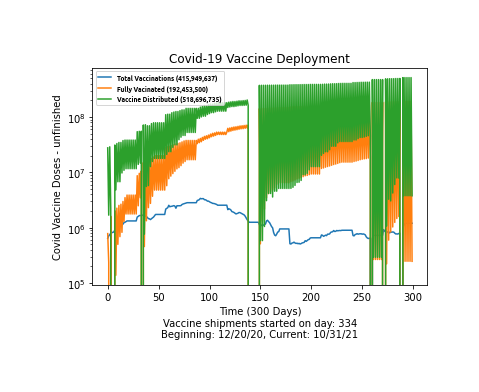 Covid-19 Vaccine Deployment
Total Vaccinations (415,949,637)
Fully Vacinated (192,453,500)
Vaccine Distributed (518,696,735)
Covid Vaccine Doses - unfinished
10⁸
10⁷
10⁶
10⁵
0 50 100 150 200 250 300
Time (300 Days)
Vaccine shipments started on day: 334
Beginning: 12/20/20, Current: 10/31/21